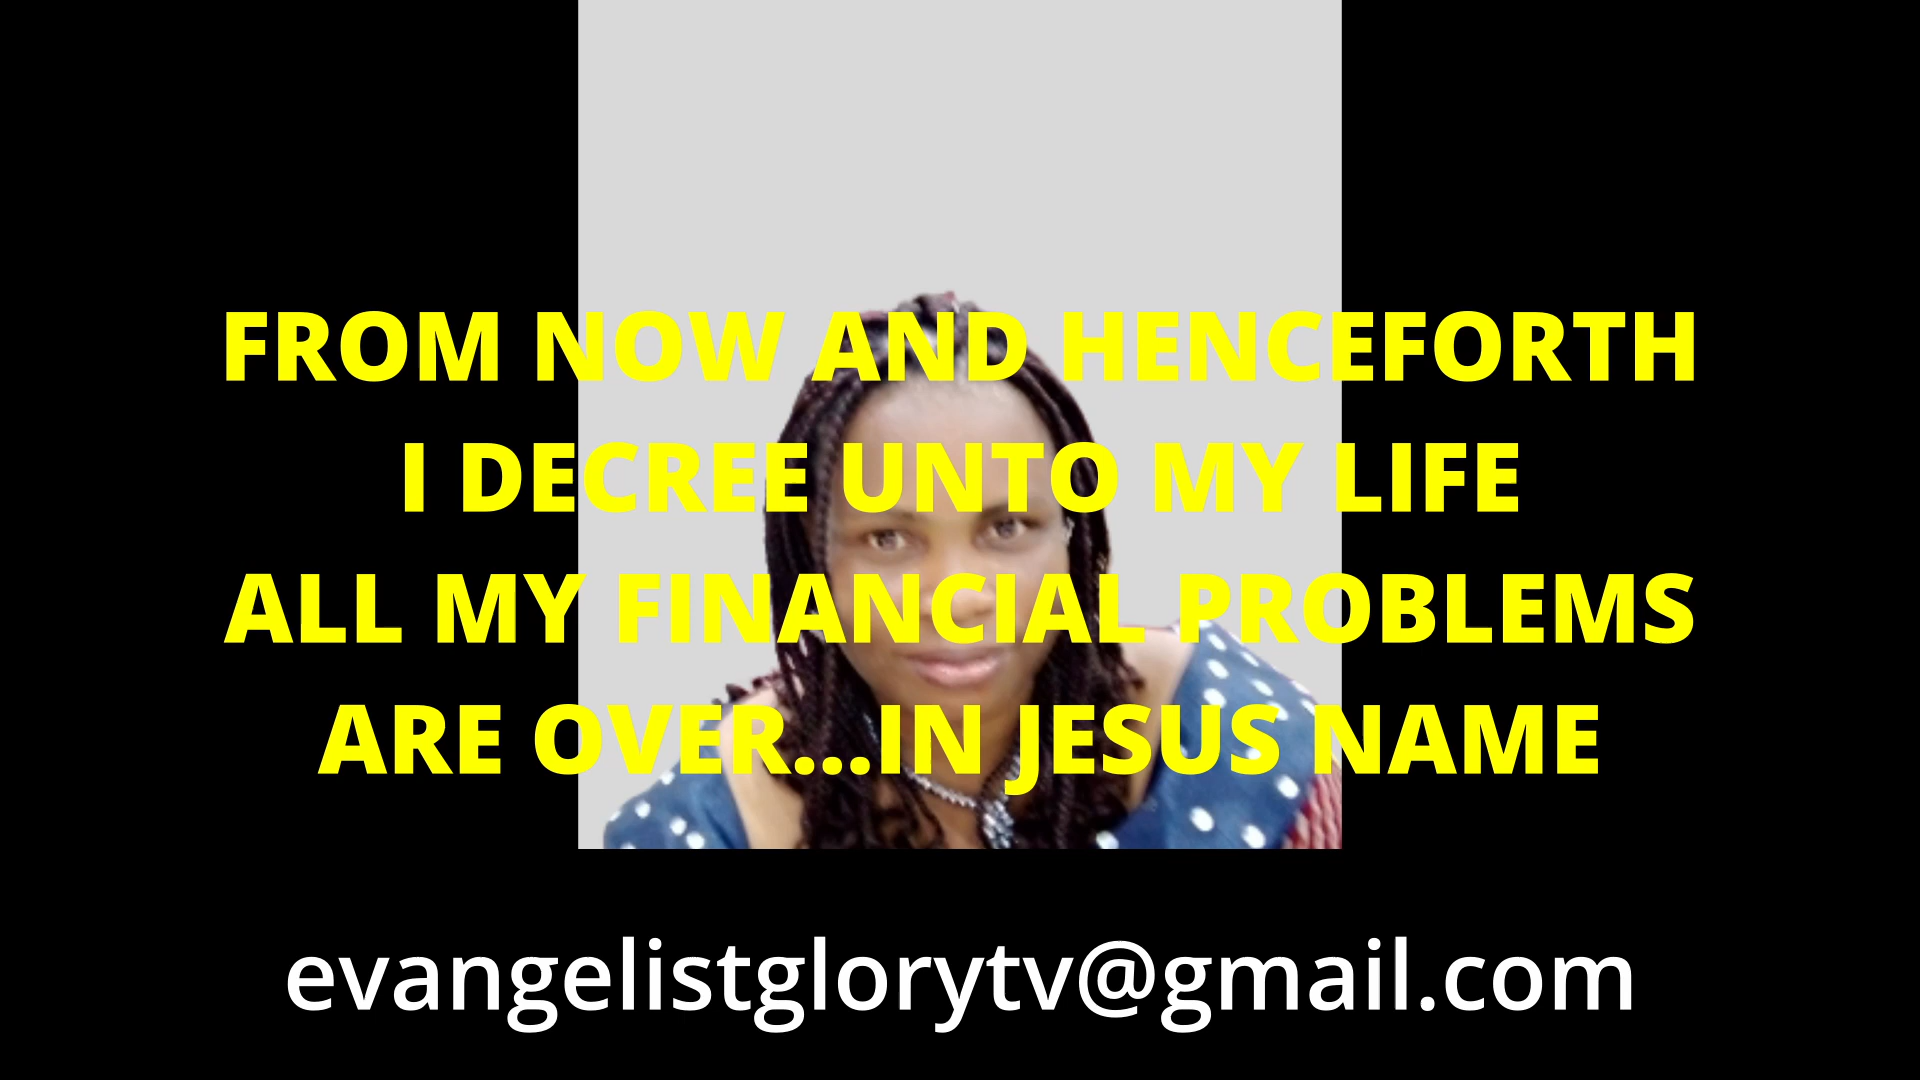 FROM NOW AND HENCEFORTH
I DECREE UNTO MY LIFE
ALL MY FINANCIAL PROBLEMS
ARE OVER...IN JESUS NAME
evangelistglorytv@gmail.com